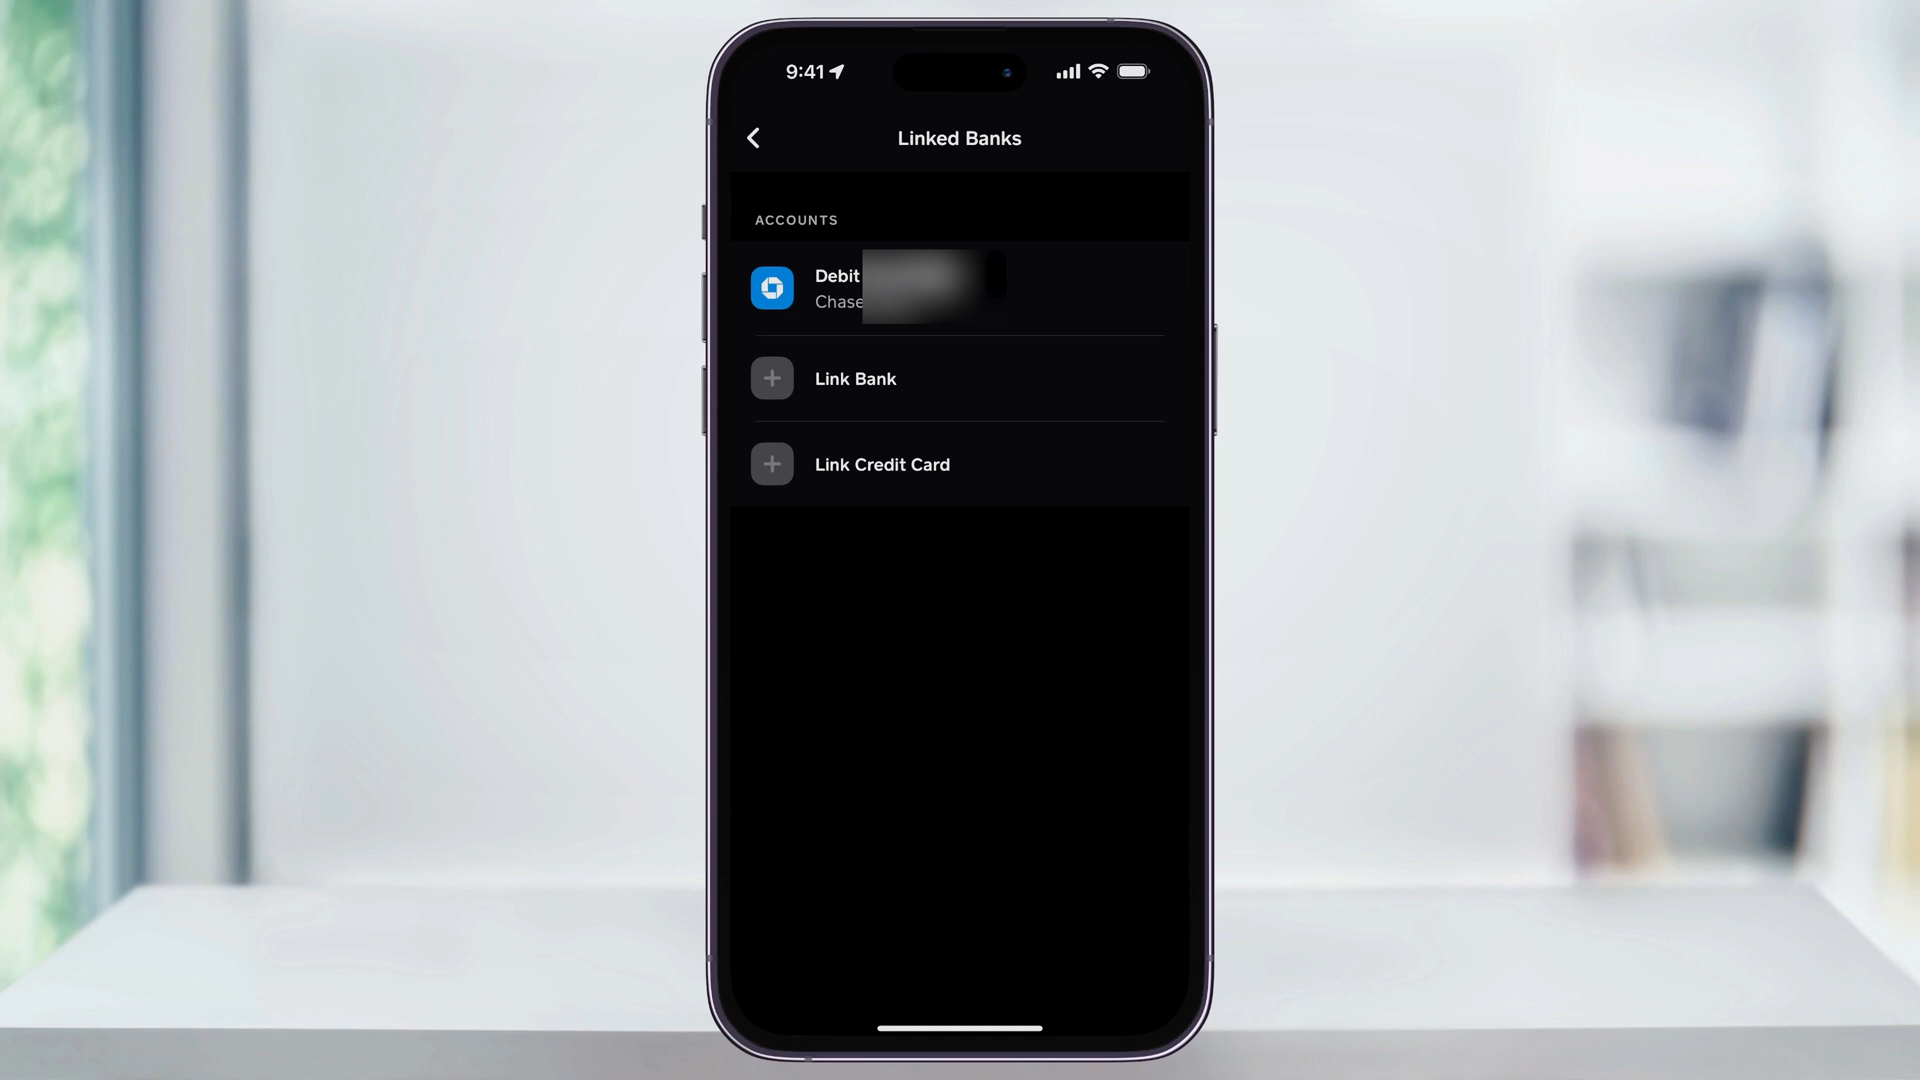 9:41
Linked Banks
ACCOUNTS
Debit
Chase
Link Bank
Link Credit Card